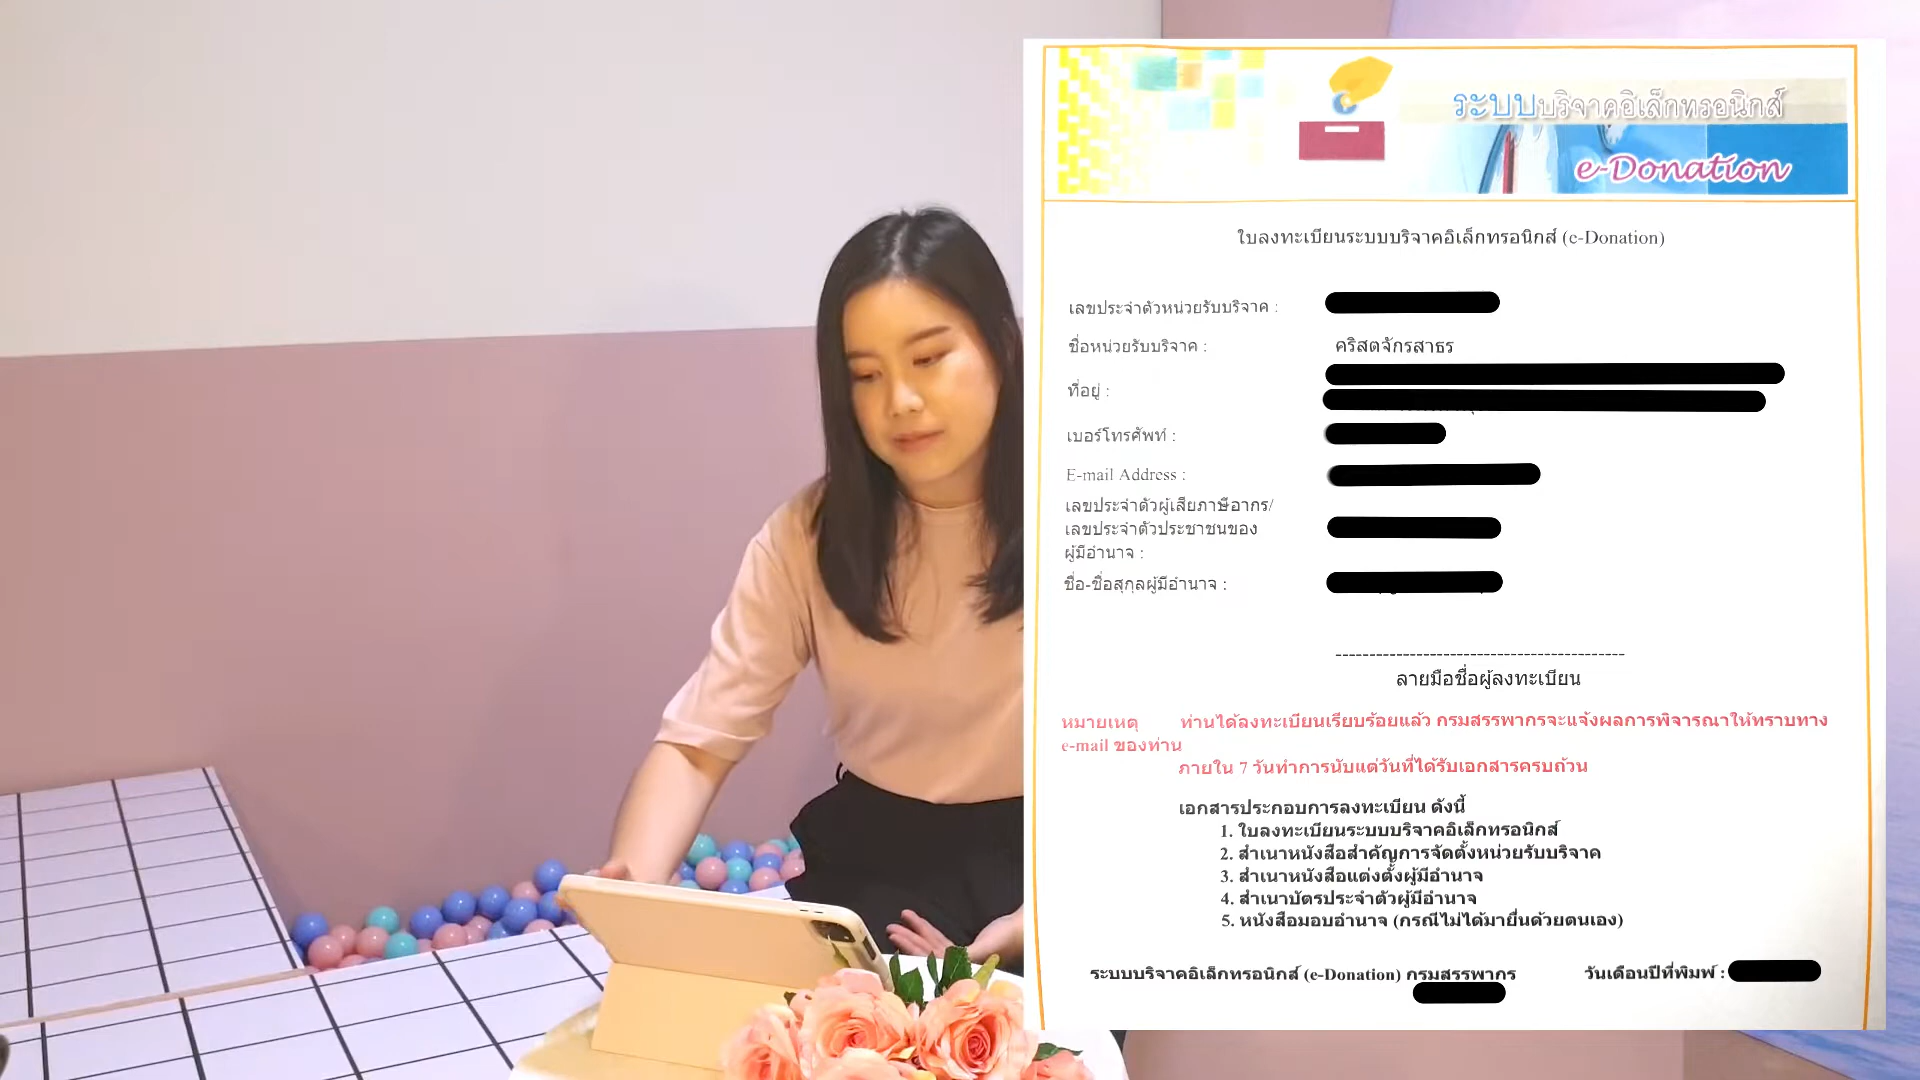 ระบบบริจาคอิเล็กทรอนิกส์
e-Donation
ใบลงทะเบียนระบบบริจาคอิเล็กทรอนิกส์ (e-Donation)
เลขประจำตัวหน่วยรับบริจาค :
ชื่อหน่วยรับบริจาค : คริสตจักรสาธร
ที่อยู่ :
เบอร์โทรศัพท์ :
E-mail Address :
เลขประจำตัวผู้เสียภาษีอากร/
เลขประจำตัวประชาชนของ
ผู้มีอำนาจ :
ชื่อ-ชื่อสุกุลผู้มีอำนาจ :
-------------------------------------------
ลายมือชื่อผู้ลงทะเบียน
หมายเหตุ ท่านได้ลงทะเบียนเรียบร้อยแล้ว กรมสรรพากรจะแจ้งผลการพิจารณาให้ทราบทาง
e-mail ของท่าน
ภายใน 7 วันทำการนับแต่วันที่ได้รับเอกสารครบถ้วน
เอกสารประกอบการลงทะเบียน ดังนี้
1. ใบลงทะเบียนระบบบริจาคอิเล็กทรอนิกส์
2. สำเนาหนังสือสำคัญการจัดตั้งหน่วยรับบริจาค
3. สำเนาหนังสือแต่งตั้งผู้มีอำนาจ
4. สำเนาบัตรประจำตัวผู้มีอำนาจ
5. หนังสือมอบอำนาจ (กรณีไม่ได้มายื่นด้วยตนเอง)
ระบบบริจาคอิเล็กทรอนิกส์ (e-Donation) กรมสรรพากร วันเดือนปีที่พิมพ์ :